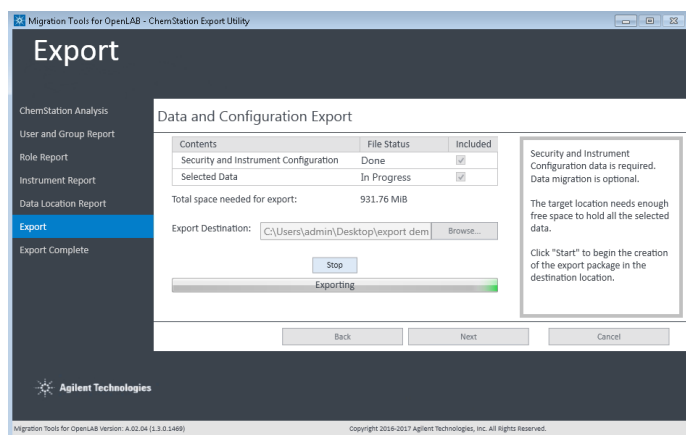 Migration Tools for OpenLAB - ChemStation Export Utility
Export
ChemStation Analysis
User and Group Report
Role Report
Instrument Report
Data Location Report
Export
Export Complete
Data and Configuration Export
Contents File Status Included
Security and Instrument Configuration Done
Selected Data In Progress
Total space needed for export: 931.76 MiB
Export Destination: C:\Users\admin\Desktop\export dem Browse...
Stop
Exporting
Security and Instrument
Configuration data is required.
Data migration is optional.
The target location needs enough
free space to hold all the selected
data.
Click "Start" to begin the creation
of the export package in the
destination location.
Back Next Cancel
Agilent Technologies
Migration Tools for OpenLAB Version: A.02.04 (1.3.0.1469) Copyright 2016-2017 Agilent Technologies, Inc. All Rights Reserved.